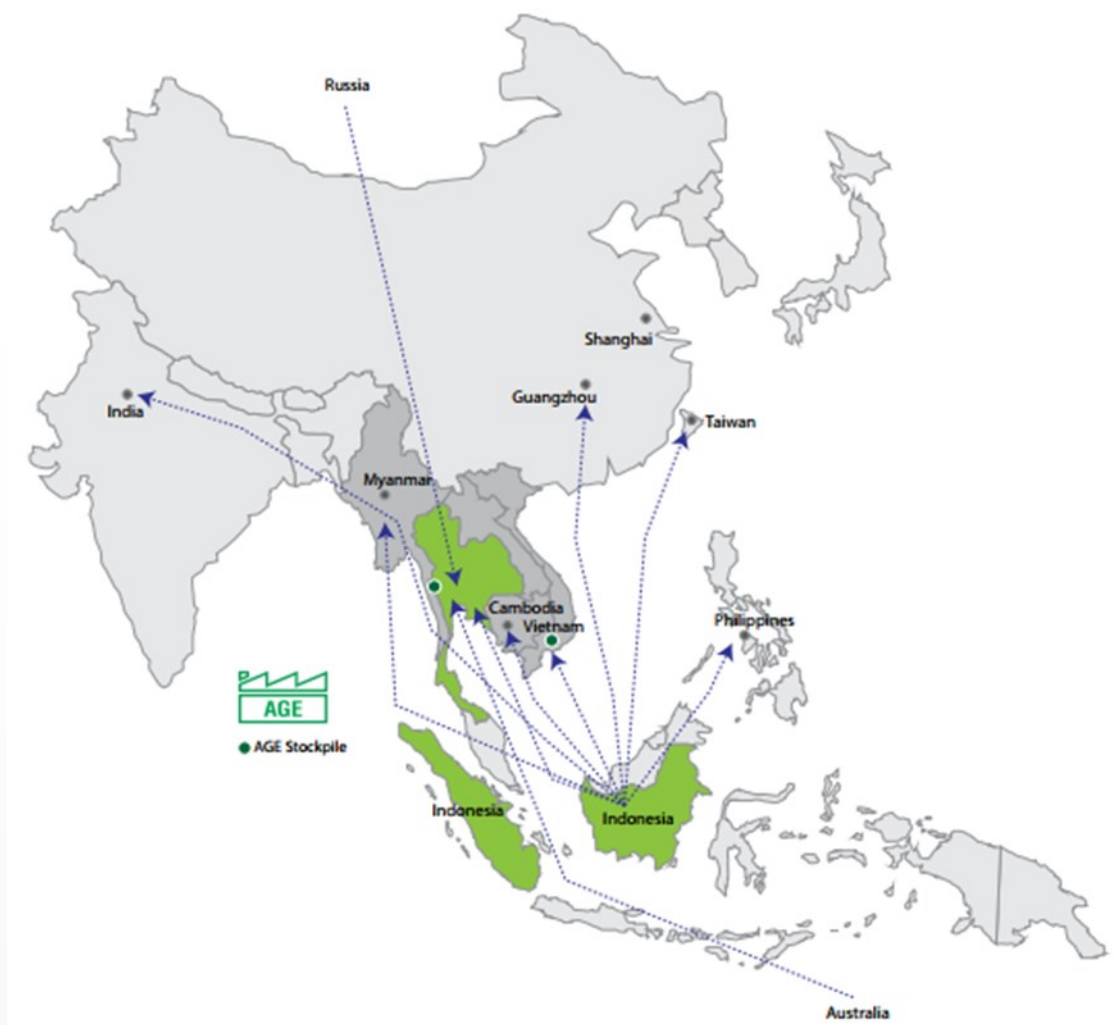 Russia
Shanghai
Guangzhou
India
Taiwan
Myanmar
Cambodia
Vietnam
Philippines
AGE
AGE Stockpile
Indonesia
Indonesia
Australia